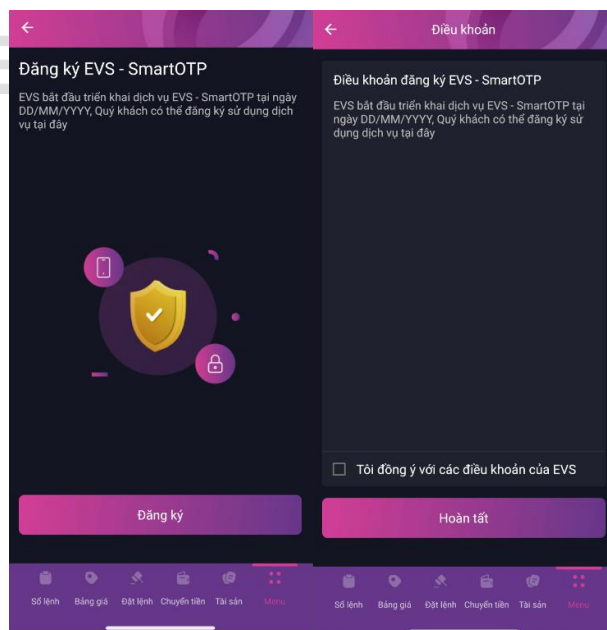 Đăng ký EVS - SmartOTP
EVS bắt đầu triển khai dịch vụ EVS - SmartOTP tại ngày
DD/MM/YYYY, Quý khách có thể đăng ký sử dụng dịch
vụ tại đây
Đăng ký
Sổ lệnh Bảng giá Đặt lệnh Chuyển tiền Tài sản Menu
Điều khoản
Điều khoản đăng ký EVS - SmartOTP
EVS bắt đầu triển khai dịch vụ EVS - SmartOTP tại
ngày DD/MM/YYYY, Quý khách có thể đăng ký sử
dụng dịch vụ tại đây
Tôi đồng ý với các điều khoản của EVS
Hoàn tất
Sổ lệnh Bảng giá Đặt lệnh Chuyển tiền Tài sản Menu